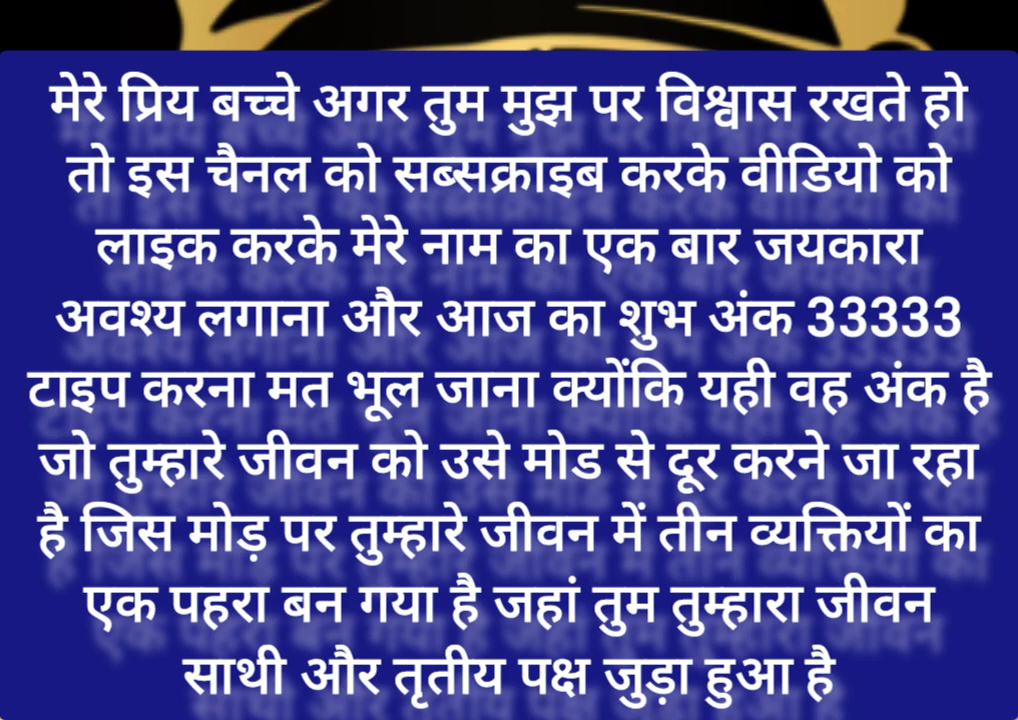 मेरे प्रिय बच्चे अगर तुम मुझ पर विश्वास रखते हो
तो इस चैनल को सब्सक्राइब करके वीडियो को
लाइक करके मेरे नाम का एक बार जयकारा
अवश्य लगाना और आज का शुभ अंक 33333
टाइप करना मत भूल जाना क्योंकि यही वह अंक है
जो तुम्हारे जीवन को उसे मोड से दूर करने जा रहा
है जिस मोड़ पर तुम्हारे जीवन में तीन व्यक्तियों का
एक पहरा बन गया है जहां तुम तुम्हारा जीवन
साथी और तृतीय पक्ष जुड़ा हुआ है